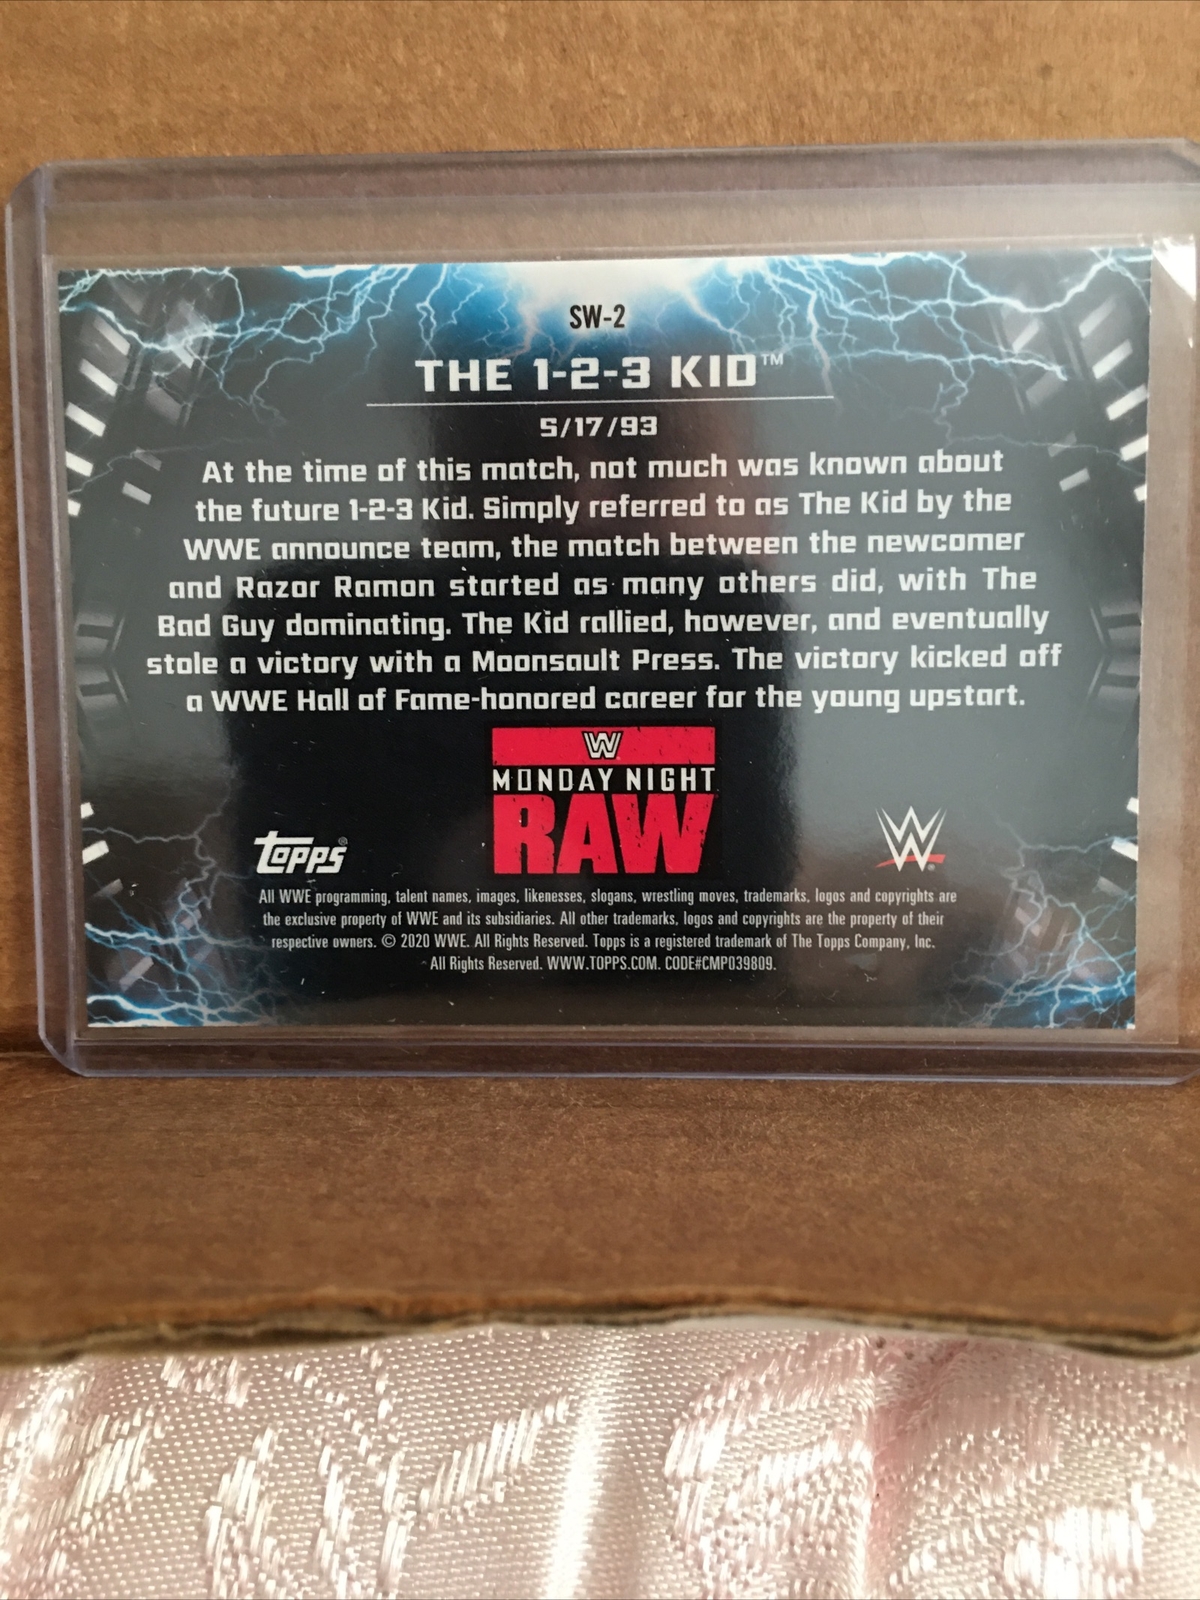 SW-2
THE 1-2-3 KID™
5/17/93
At the time of this match, not much was known about
the future 1-2-3 Kid. Simply referred to as The Kid by the
WWE announce team, the match between the newcomer
and Razor Ramon started as many others did, with The
Bad Guy dominating. The Kid rallied, however, and eventually
stole a victory with a Moonsault Press. The victory kicked off
a WWE Hall of Fame-honored career for the young upstart.
W
MONDAY NIGHT
RAW
Topps®
W®
All WWE programming, talent names, images, likenesses, slogans, wrestling moves, trademarks, logos and copyrights are
the exclusive property of WWE and its subsidiaries. All other trademarks, logos and copyrights are the property of their
respective owners. © 2020 WWE. All Rights Reserved. Topps is a registered trademark of The Topps Company, Inc.
All Rights Reserved. WWW.TOPPS.COM. CODE#CMP039809.